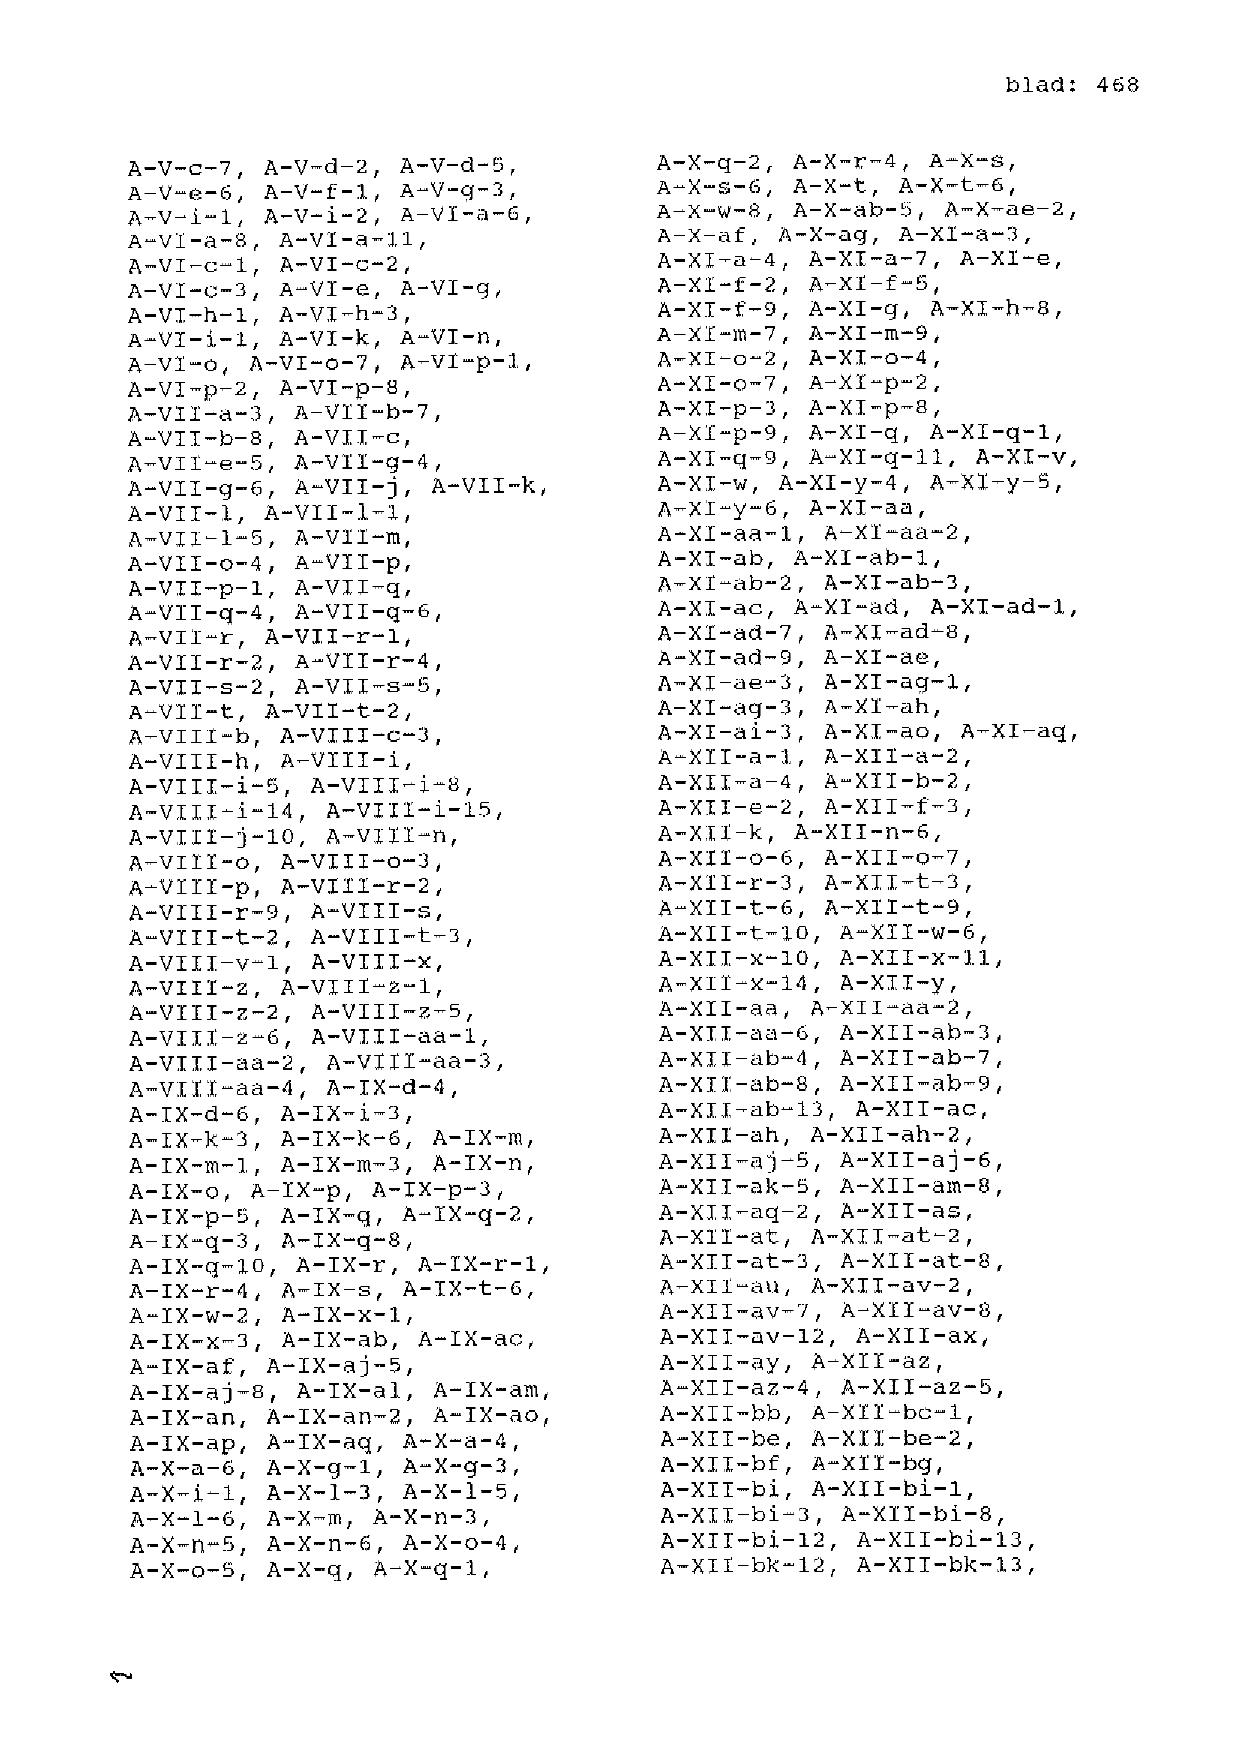 blad: 468
A-V-c-7, A-V-d-2, A-V-d-5,
A-V-e-6, A-V-f-1, A-V-g-3,
A-V-i-1, A-V-i-2, A-VI-a-6,
A-VI-a-8, A-VI-a-11,
A-VI-c-1, A-VI-c-2,
A-VI-c-3, A-VI-e, A-VI-g,
A-VI-h-1, A-VI-h-3,
A-VI-i-1, A-VI-k, A-VI-n,
A-VI-o, A-VI-o-7, A-VI-p-1,
A-VI-p-2, A-VI-p-8,
A-VII-a-3, A-VII-b-7,
A-VII-b-8, A-VII-c,
A-VII-e-5, A-VII-g-4,
A-VII-g-6, A-VII-j, A-VII-k,
A-VII-l, A-VII-l-1,
A-VII-l-5, A-VII-m,
A-VII-o-4, A-VII-p,
A-VII-p-1, A-VII-q,
A-VII-q-4, A-VII-q-6,
A-VII-r, A-VII-r-1,
A-VII-r-2, A-VII-r-4,
A-VII-s-2, A-VII-s-5,
A-VII-t, A-VII-t-2,
A-VIII-b, A-VIII-c-3,
A-VIII-h, A-VIII-i,
A-VIII-i-5, A-VIII-i-8,
A-VIII-i-14, A-VIII-i-15,
A-VIII-j-10, A-VIII-n,
A-VIII-o, A-VIII-o-3,
A-VIII-p, A-VIII-r-2,
A-VIII-r-9, A-VIII-s,
A-VIII-t-2, A-VIII-t-3,
A-VIII-v-1, A-VIII-x,
A-VIII-z, A-VIII-z-1,
A-VIII-z-2, A-VIII-z-5,
A-VIII-z-6, A-VIII-aa-1,
A-VIII-aa-2, A-VIII-aa-3,
A-VIII-aa-4, A-IX-d-4,
A-IX-d-6, A-IX-i-3,
A-IX-k-3, A-IX-k-6, A-IX-m,
A-IX-m-1, A-IX-m-3, A-IX-n,
A-IX-o, A-IX-p, A-IX-p-3,
A-IX-p-5, A-IX-q, A-IX-q-2,
A-IX-q-3, A-IX-q-8,
A-IX-q-10, A-IX-r, A-IX-r-1,
A-IX-r-4, A-IX-s, A-IX-t-6,
A-IX-w-2, A-IX-x-1,
A-IX-x-3, A-IX-ab, A-IX-ac,
A-IX-af, A-IX-aj-5,
A-IX-aj-8, A-IX-al, A-IX-am,
A-IX-an, A-IX-an-2, A-IX-ao,
A-IX-ap, A-IX-aq, A-X-a-4,
A-X-a-6, A-X-g-1, A-X-g-3,
A-X-i-1, A-X-l-3, A-X-l-5,
A-X-l-6, A-X-m, A-X-n-3,
A-X-n-5, A-X-n-6, A-X-o-4,
A-X-o-5, A-X-q, A-X-q-1,
A-X-q-2, A-X-r-4, A-X-s,
A-X-s-6, A-X-t, A-X-t-6,
A-X-w-8, A-X-ab-5, A-X-ae-2,
A-X-af, A-X-ag, A-XI-a-3,
A-XI-a-4, A-XI-a-7, A-XI-e,
A-XI-f-2, A-XI-f-5,
A-XI-f-9, A-XI-g, A-XI-h-8,
A-XI-m-7, A-XI-m-9,
A-XI-o-2, A-XI-o-4,
A-XI-o-7, A-XI-p-2,
A-XI-p-3, A-XI-p-8,
A-XI-p-9, A-XI-q, A-XI-q-1,
A-XI-q-9, A-XI-q-11, A-XI-v,
A-XI-w, A-XI-y-4, A-XI-y-5,
A-XI-y-6, A-XI-aa,
A-XI-aa-1, A-XI-aa-2,
A-XI-ab, A-XI-ab-1,
A-XI-ab-2, A-XI-ab-3,
A-XI-ac, A-XI-ad, A-XI-ad-1,
A-XI-ad-7, A-XI-ad-8,
A-XI-ad-9, A-XI-ae,
A-XI-ae-3, A-XI-ag-1,
A-XI-ag-3, A-XI-ah,
A-XI-ai-3, A-XI-ao, A-XI-aq,
A-XII-a-1, A-XII-a-2,
A-XII-a-4, A-XII-b-2,
A-XII-e-2, A-XII-f-3,
A-XII-k, A-XII-n-6,
A-XII-o-6, A-XII-o-7,
A-XII-r-3, A-XII-t-3,
A-XII-t-6, A-XII-t-9,
A-XII-t-10, A-XII-w-6,
A-XII-x-10, A-XII-x-11,
A-XII-x-14, A-XII-y,
A-XII-aa, A-XII-aa-2,
A-XII-aa-6, A-XII-ab-3,
A-XII-ab-4, A-XII-ab-7,
A-XII-ab-8, A-XII-ab-9,
A-XII-ab-13, A-XII-ac,
A-XII-ah, A-XII-ah-2,
A-XII-aj-5, A-XII-aj-6,
A-XII-ak-5, A-XII-am-8,
A-XII-aq-2, A-XII-as,
A-XII-at, A-XII-at-2,
A-XII-at-3, A-XII-at-8,
A-XII-au, A-XII-av-2,
A-XII-av-7, A-XII-av-8,
A-XII-av-12, A-XII-ax,
A-XII-ay, A-XII-az,
A-XII-az-4, A-XII-az-5,
A-XII-bb, A-XII-bc-1,
A-XII-be, A-XII-be-2,
A-XII-bf, A-XII-bg,
A-XII-bi, A-XII-bi-1,
A-XII-bi-3, A-XII-bi-8,
A-XII-bi-12, A-XII-bi-13,
A-XII-bk-12, A-XII-bk-13,